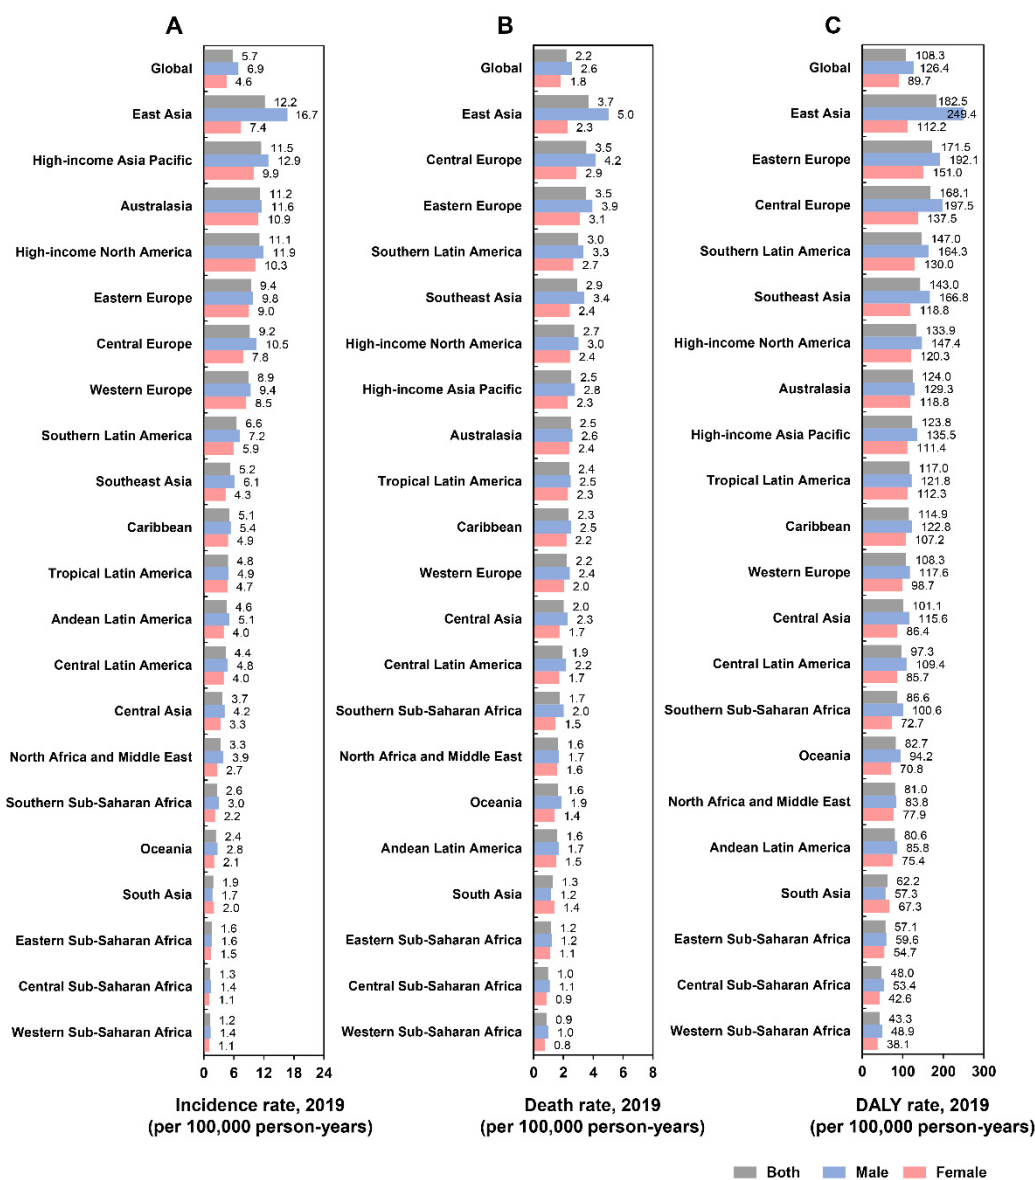 A
Global
5.7
6.9
4.6
East Asia
12.2
16.7
7.4
High-income Asia Pacific
11.5
12.9
9.9
Australasia
11.2
11.6
10.9
High-income North America
11.1
11.9
10.3
Eastern Europe
9.4
9.8
9.0
Central Europe
9.2
10.5
7.8
Western Europe
8.9
9.4
8.5
Southern Latin America
6.6
7.2
5.9
Southeast Asia
5.2
6.1
4.3
Caribbean
5.1
5.4
4.9
Tropical Latin America
4.8
4.9
4.7
Andean Latin America
4.6
5.1
4.0
Central Latin America
4.4
4.8
4.0
Central Asia
3.7
4.2
3.3
North Africa and Middle East
3.3
3.9
2.7
Southern Sub-Saharan Africa
2.6
3.0
2.2
Oceania
2.4
2.8
2.1
South Asia
1.9
1.7
2.0
Eastern Sub-Saharan Africa
1.6
1.6
1.5
Central Sub-Saharan Africa
1.3
1.4
1.1
Western Sub-Saharan Africa
1.2
1.4
1.1
0 6 12 18 24
Incidence rate, 2019
(per 100,000 person-years)
B
Global
2.2
2.6
1.8
East Asia
3.7
5.0
2.3
Central Europe
3.5
4.2
2.9
Eastern Europe
3.5
3.9
3.1
Southern Latin America
3.0
3.3
2.7
Southeast Asia
2.9
3.4
2.4
High-income North America
2.7
3.0
2.4
High-income Asia Pacific
2.5
2.8
2.3
Australasia
2.5
2.6
2.4
Tropical Latin America
2.4
2.5
2.3
Caribbean
2.3
2.5
2.2
Western Europe
2.2
2.4
2.0
Central Asia
2.0
2.3
1.7
Central Latin America
1.9
2.2
1.7
Southern Sub-Saharan Africa
1.7
2.0
1.5
North Africa and Middle East
1.6
1.7
1.6
Oceania
1.6
1.9
1.4
Andean Latin America
1.6
1.7
1.5
South Asia
1.3
1.2
1.4
Eastern Sub-Saharan Africa
1.2
1.2
1.1
Central Sub-Saharan Africa
1.0
1.1
0.9
Western Sub-Saharan Africa
0.9
1.0
0.8
0 2 4 6 8
Death rate, 2019
(per 100,000 person-years)
C
Global
108.3
126.4
89.7
East Asia
182.5
249.4
112.2
Eastern Europe
171.5
192.1
151.0
Central Europe
168.1
197.5
137.5
Southern Latin America
147.0
164.3
130.0
Southeast Asia
143.0
166.8
118.8
High-income North America
133.9
147.4
120.3
Australasia
124.0
129.3
118.8
High-income Asia Pacific
123.8
135.5
111.4
Tropical Latin America
117.0
121.8
112.3
Caribbean
114.9
122.8
107.2
Western Europe
108.3
117.6
98.7
Central Asia
101.1
115.6
86.4
Central Latin America
97.3
109.4
85.7
Southern Sub-Saharan Africa
86.6
100.6
72.7
Oceania
82.7
94.2
70.8
North Africa and Middle East
81.0
83.8
77.9
Andean Latin America
80.6
85.8
75.4
South Asia
62.2
57.3
67.3
Eastern Sub-Saharan Africa
57.1
59.6
54.7
Central Sub-Saharan Africa
48.0
53.4
42.6
Western Sub-Saharan Africa
43.3
48.9
38.1
0 100 200 300
DALY rate, 2019
(per 100,000 person-years)
Both Male Female